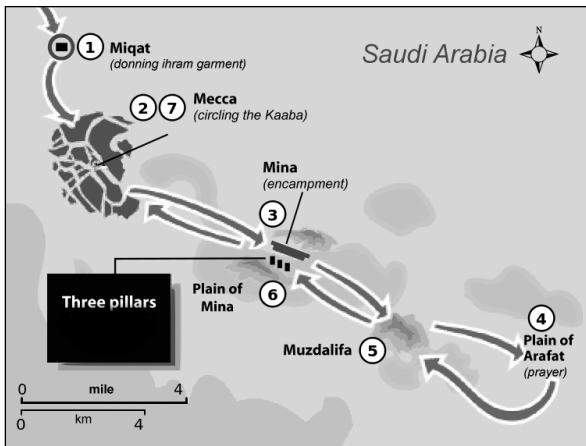 1
Miqat
(donning ihram garment)
Saudi Arabia
N
2 7
Mecca
(circling the Kaaba)
Mina
(encampment)
3
Three pillars
Plain of
Mina
6
Muzdalifa 5
4
Plain of
Arafat
(prayer)
0 mile 4
0 km 4